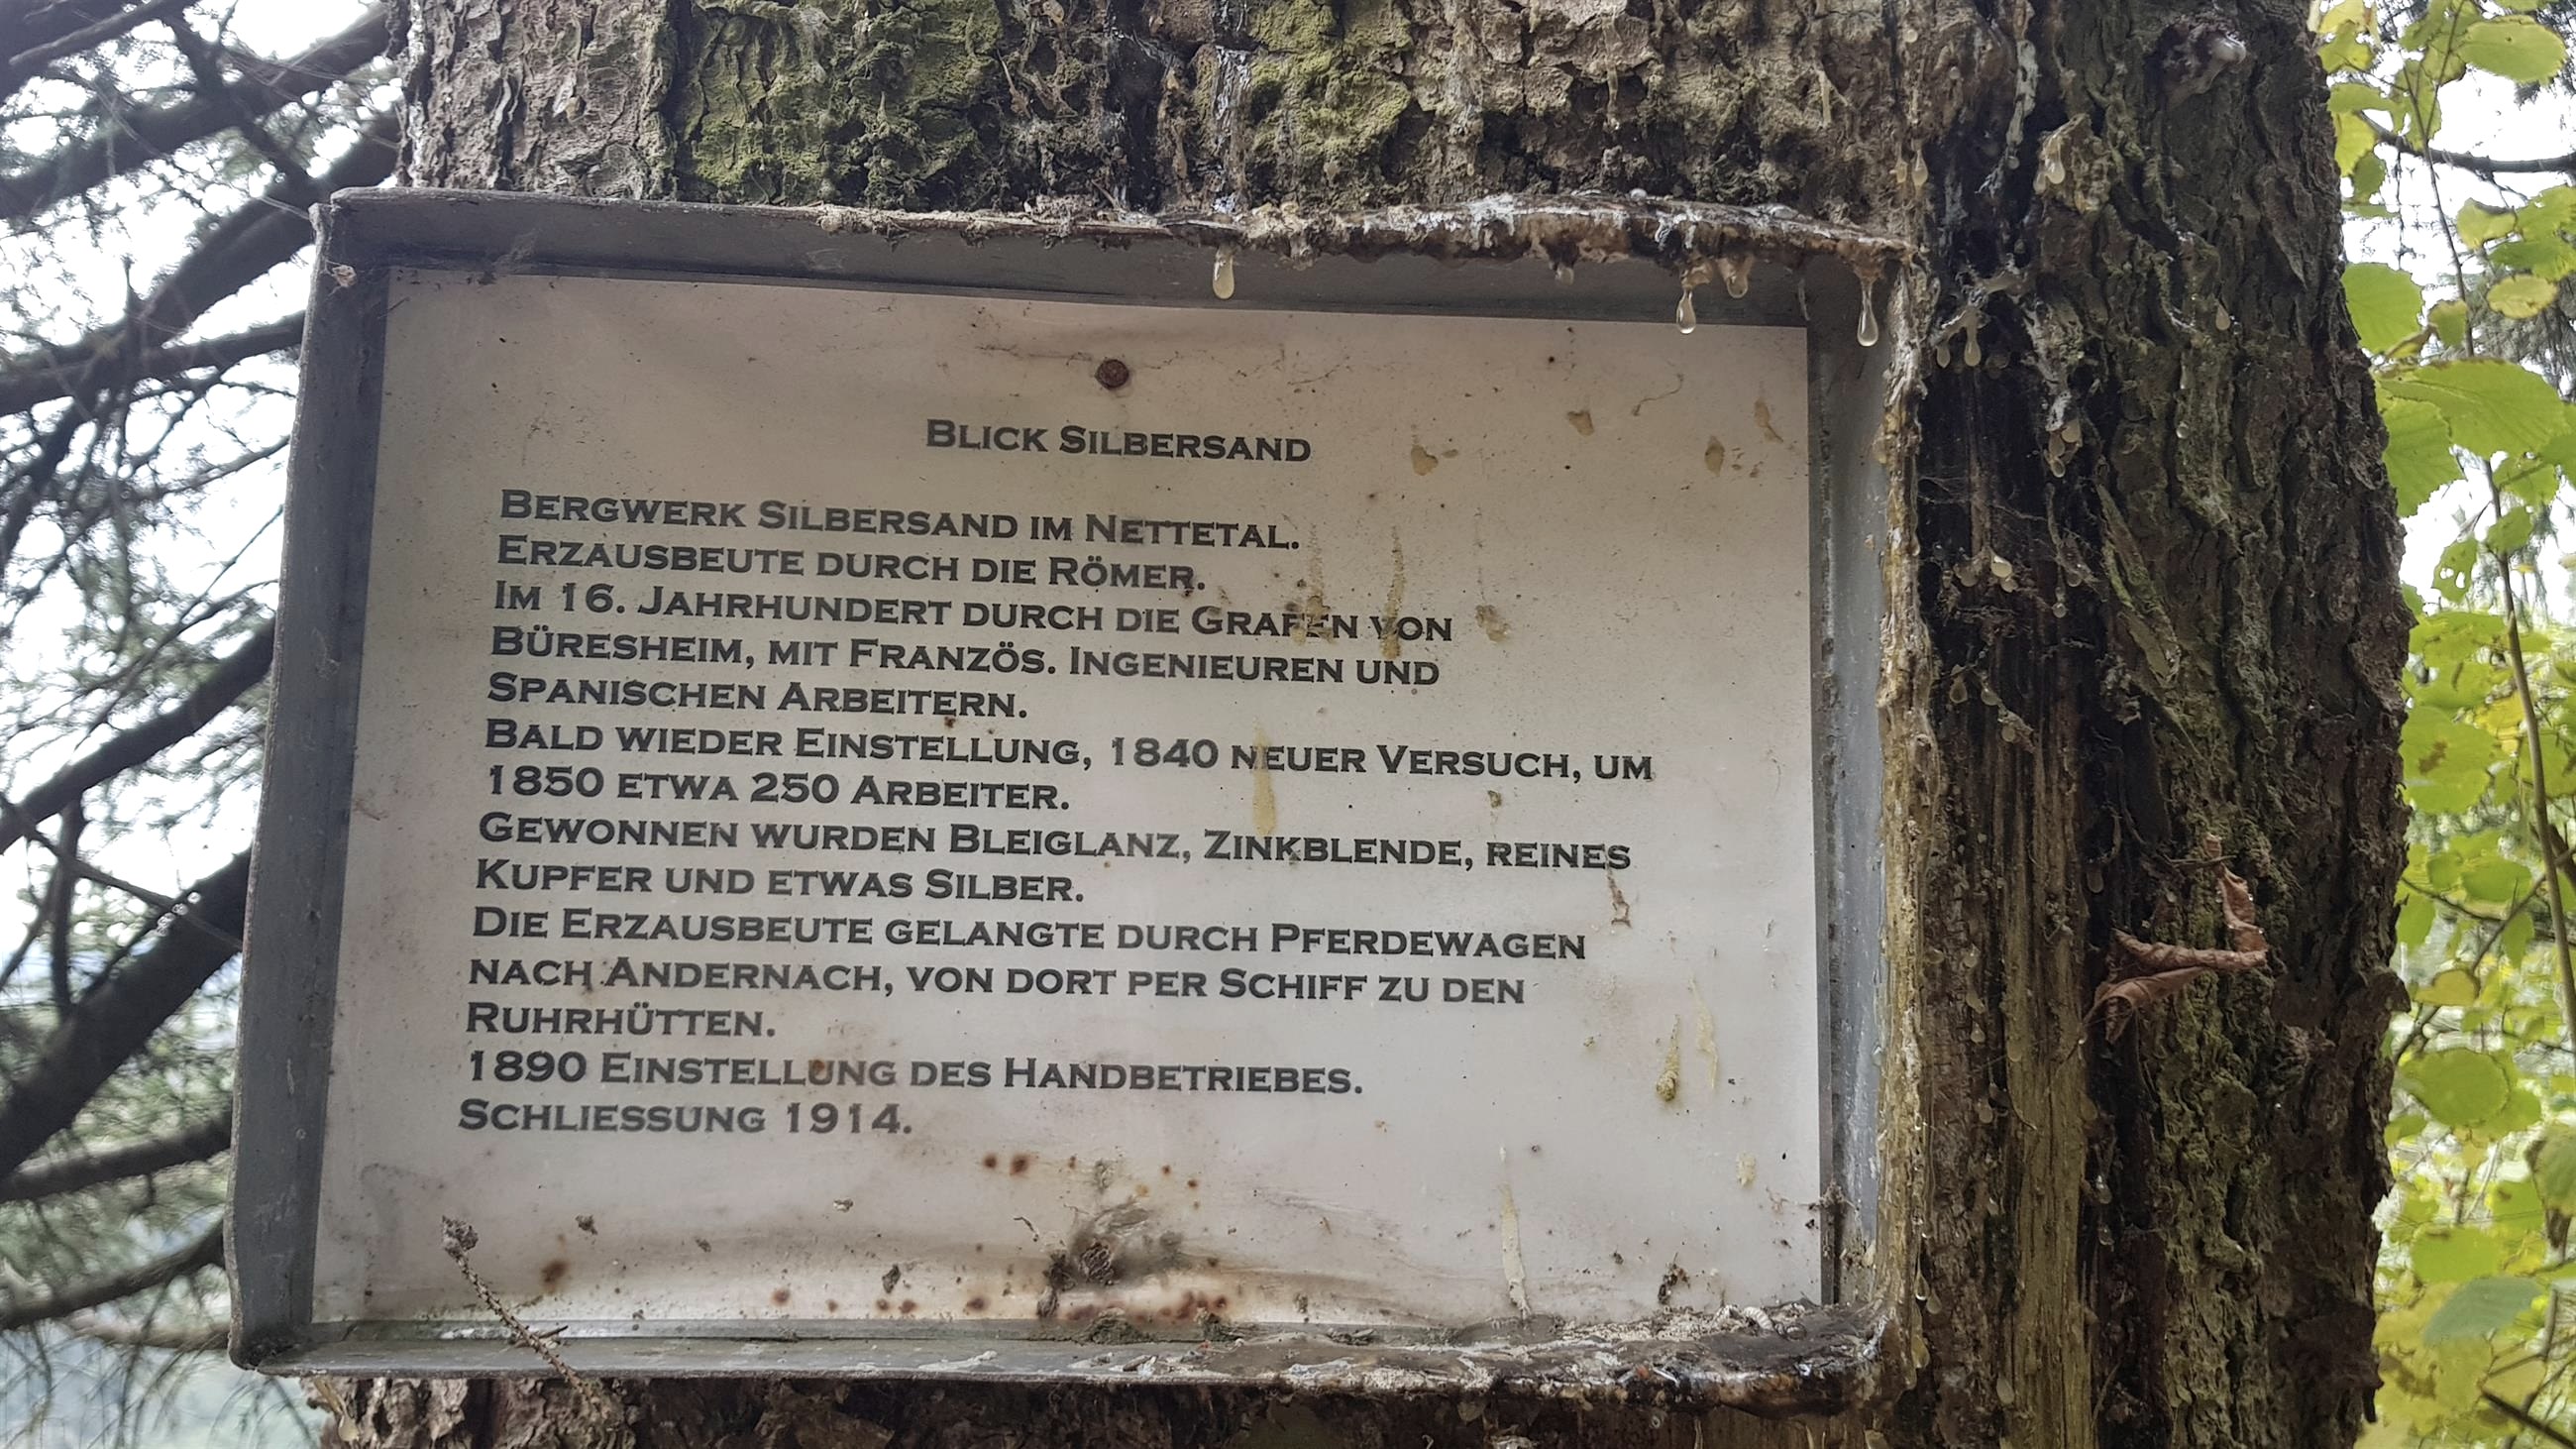 BLICK SILBERSAND
BERGWERK SILBERSAND IM NETTETAL.
ERZAUSBEUTE DURCH DIE RÖMER.
IM 16. JAHRHUNDERT DURCH DIE GRAFEN VON
BÜRESHEIM, MIT FRANZÖS. INGENIEUREN UND
SPANISCHEN ARBEITERN.
BALD WIEDER EINSTELLUNG, 1840 NEUER VERSUCH, UM
1850 ETWA 250 ARBEITER.
GEWONNEN WURDEN BLEIGLANZ, ZINKBLENDE, REINES
KUPFER UND ETWAS SILBER.
DIE ERZAUSBEUTE GELANGTE DURCH PFERDEWAGEN
NACH ANDERNACH, VON DORT PER SCHIFF ZU DEN
RUHRHÜTTEN.
1890 EINSTELLUNG DES HANDBETRIEBES.
SCHLIESSUNG 1914.